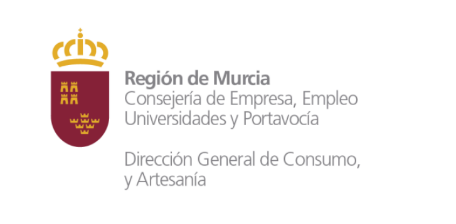 Región de Murcia
Consejería de Empresa, Empleo
Universidades y Portavocía
Dirección General de Consumo,
y Artesanía